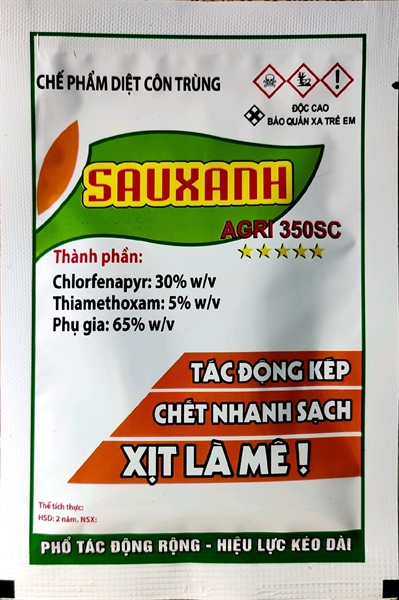 CHẾ PHẨM DIỆT CÔN TRÙNG
ĐỘC CAO
BẢO QUẢN XA TRẺ EM
SAUXANH
AGRI 350SC
Thành phần:
Chlorfenapyr: 30% w/v
Thiamethoxam: 5% w/v
Phụ gia: 65% w/v
TÁC ĐỘNG KÉP
CHẾT NHANH SẠCH
XỊT LÀ MÊ !
Thể tích thực:
HSD: 2 năm. NSX:
PHỔ TÁC ĐỘNG RỘNG - HIỆU LỰC KÉO DÀI